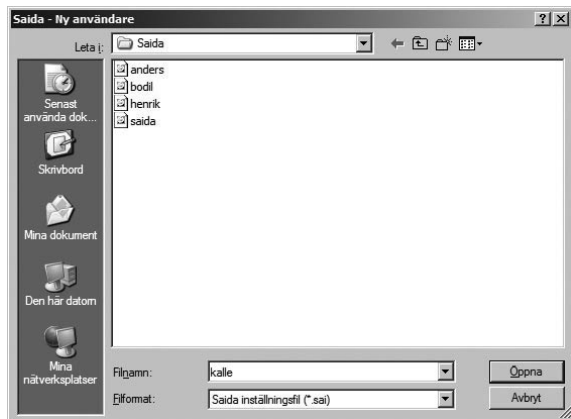 Saida - Ny användare
Leta i:
Saida
Senast
använda dok...
Skrivbord
Mina dokument
Den här datorn
Mina
nätverksplatser
anders
bodil
henrik
saida
Filnamn:
kalle
Öppna
Filformat:
Saida inställningsfil (*.sai)
Avbryt